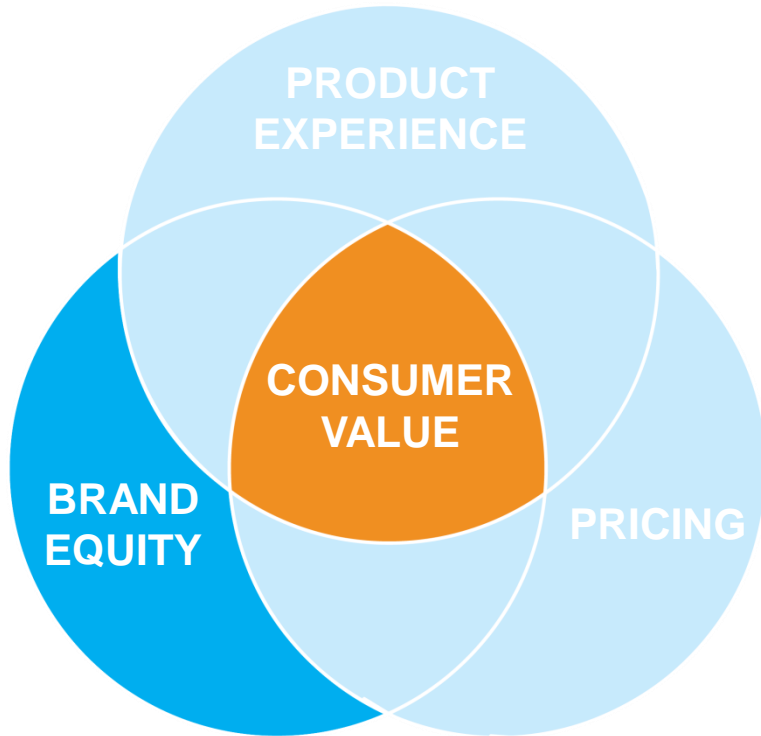 PRODUCT
EXPERIENCE
CONSUMER
VALUE
BRAND
EQUITY
PRICING